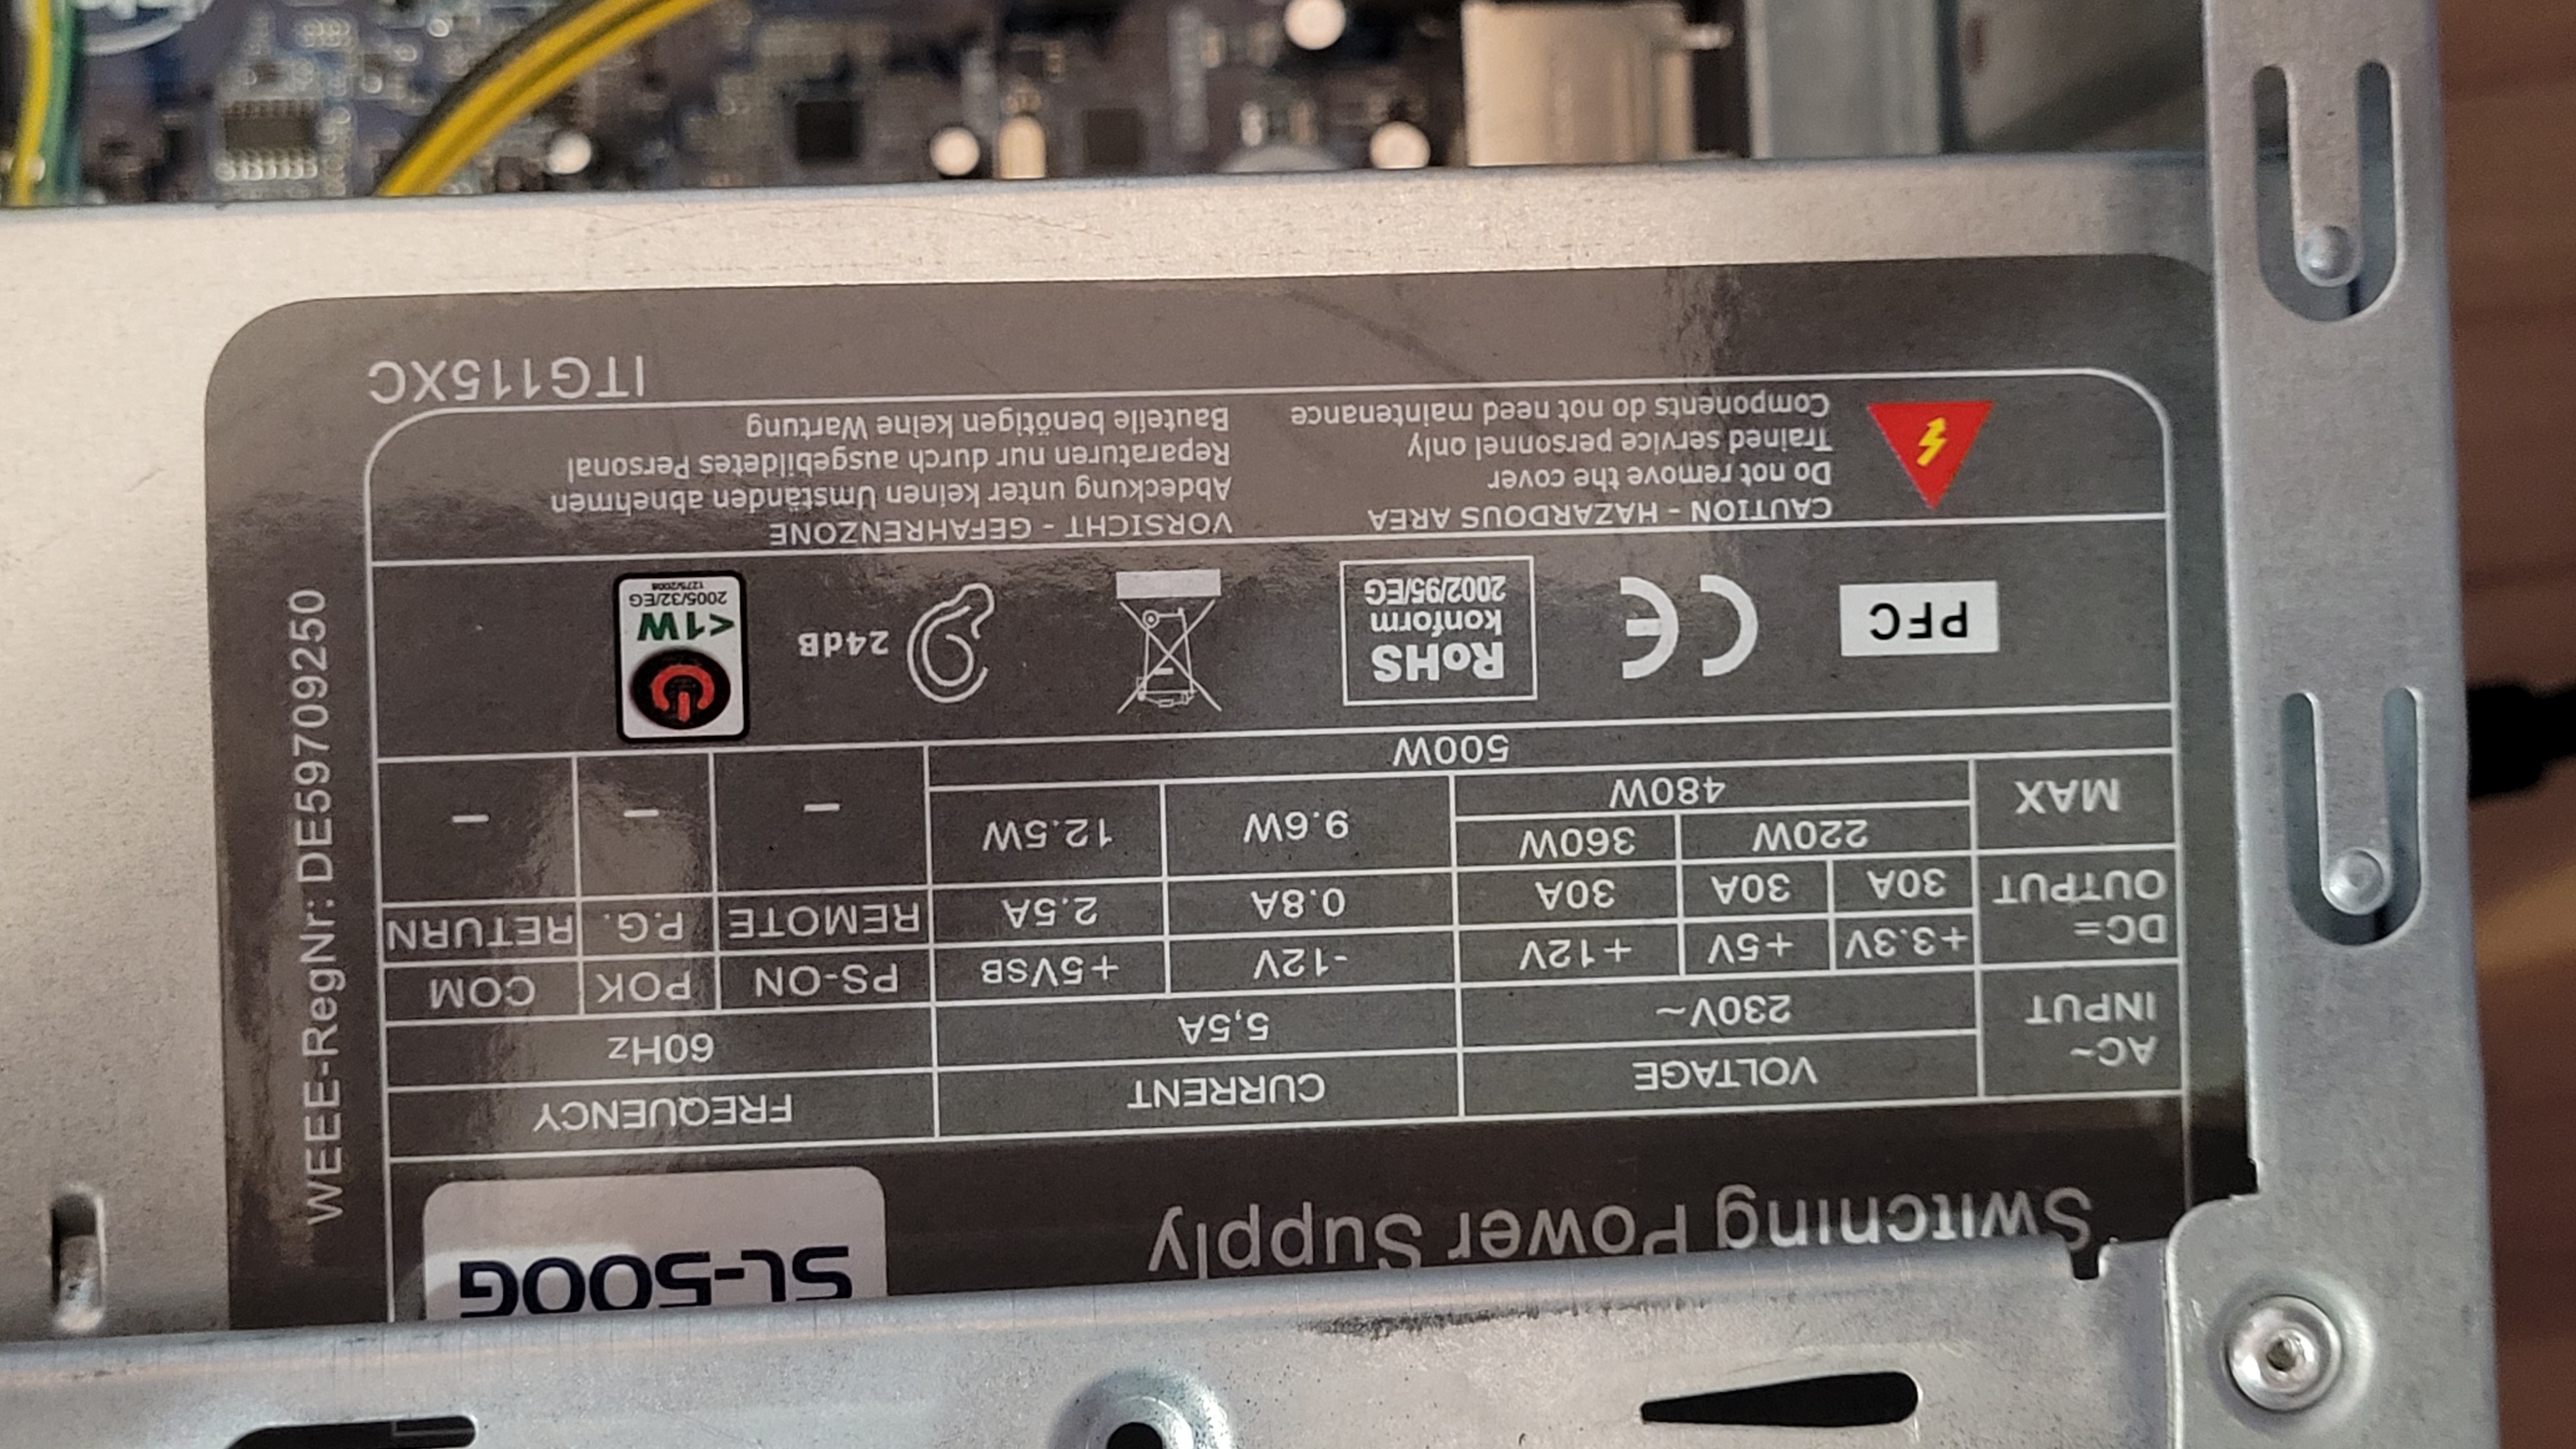 SL-500G
Switching Power Supply
WEEE-RegNr: DE59709250
AC~ INPUT
VOLTAGE CURRENT FREQUENCY
230V~ 5,5A 60Hz
DC= OUTPUT
+3.3V +5V +12V -12V +5VSB PS-ON POK COM
30A 30A 30A 0.8A 2.5A REMOTE P.G. RETURN
MAX
220W 360W 9.6W 12.5W – – –
480W
500W
PFC
CE
RoHS
konform
2002/95/EG
24dB
<1W
2005/32/EG
1275/2008
CAUTION - HAZARDOUS AREA
Do not remove the cover
Trained service personnel only
Components do not need maintenance
VORSICHT - GEFAHRENZONE
Abdeckung unter keinen Umständen abnehmen
Reparaturen nur durch ausgebildetes Personal
Bauteile benötigen keine Wartung
ITG115XC